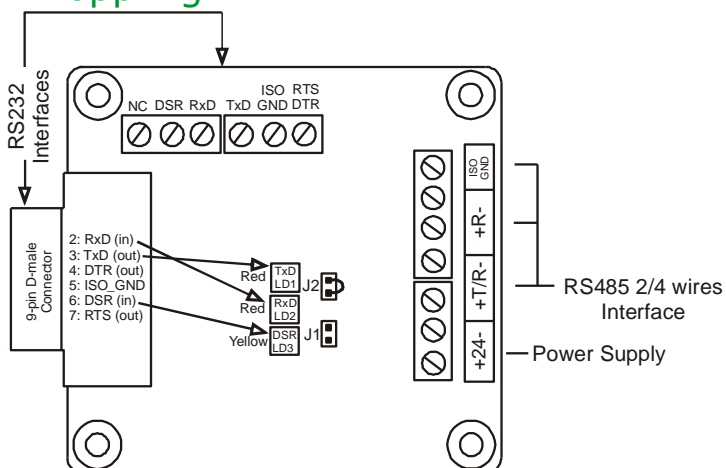 RS232
Interfaces
NC DSR RxD TxD ISO GND RTS DTR
9-pin D-male
Connector
2: RxD (in)
3: TxD (out)
4: DTR (out)
5: ISO_GND
6: DSR (in)
7: RTS (out)
Red
TxD
LD1
J2
Red
RxD
LD2
Yellow
DSR
LD3
J1
ISO
GND
+R-
+T/R-
+24-
RS485 2/4 wires
Interface
Power Supply